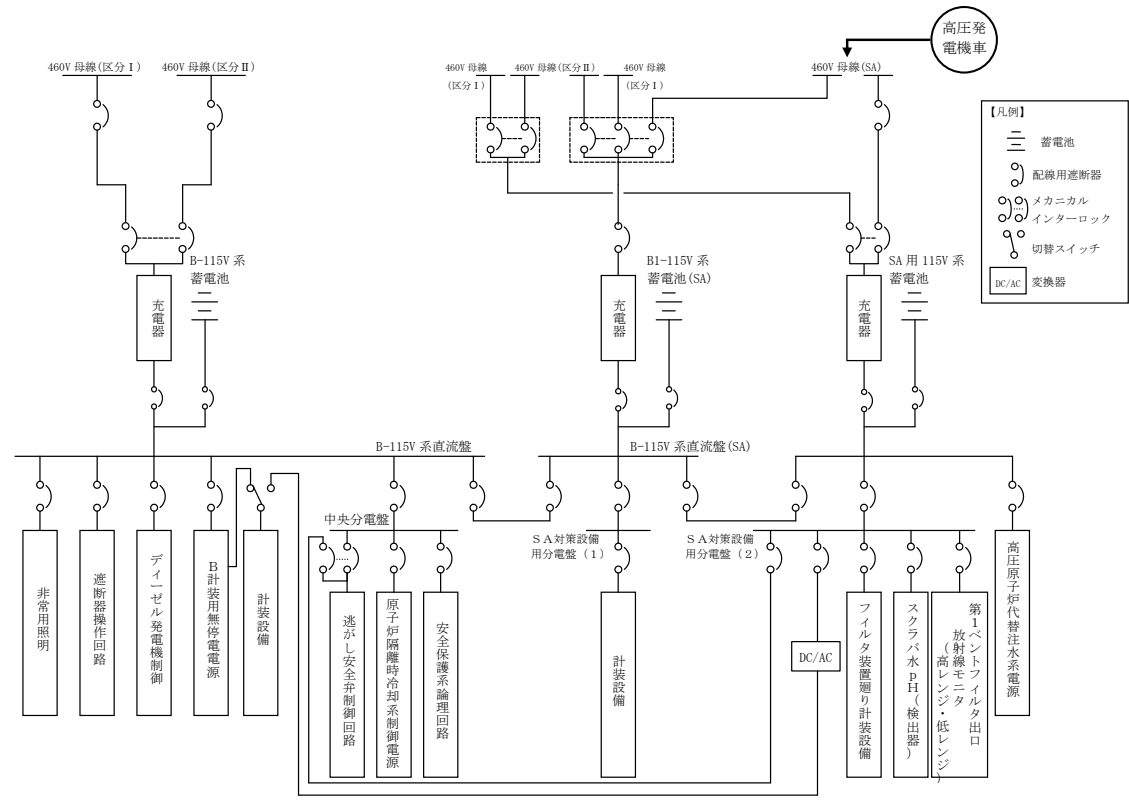 高圧発
電機車
460V 母線(区分Ⅰ)
460V 母線(区分Ⅱ)
460V 母線
(区分Ⅰ)
460V 母線(区分Ⅱ)
460V 母線
(区分Ⅰ)
460V 母線(SA)
【凡例】
蓄電池
配線用遮断器
メカニカル
インターロック
切替スイッチ
DC/AC
変換器
B-115V 系
蓄電池
充電器
B1-115V 系
蓄電池(SA)
充電器
SA 用 115V 系
蓄電池
充電器
B-115V 系直流盤
B-115V 系直流盤(SA)
中央分電盤
SA対策設備
用分電盤(1)
SA対策設備
用分電盤(2)
非常用照明
遮断器操作回路
ディーゼル発電機制御
B計装用無停電電源
計装設備
逃がし安全弁制御回路
原子炉隔離時冷却系制御電源
安全保護系論理回路
計装設備
DC/AC
フィルタ装置廻り計装設備
スクラバ水pH(検出器)
第1ベントフィルタ出口
放射線モニタ
(高レンジ・低レンジ)
高圧原子炉代替注水系電源